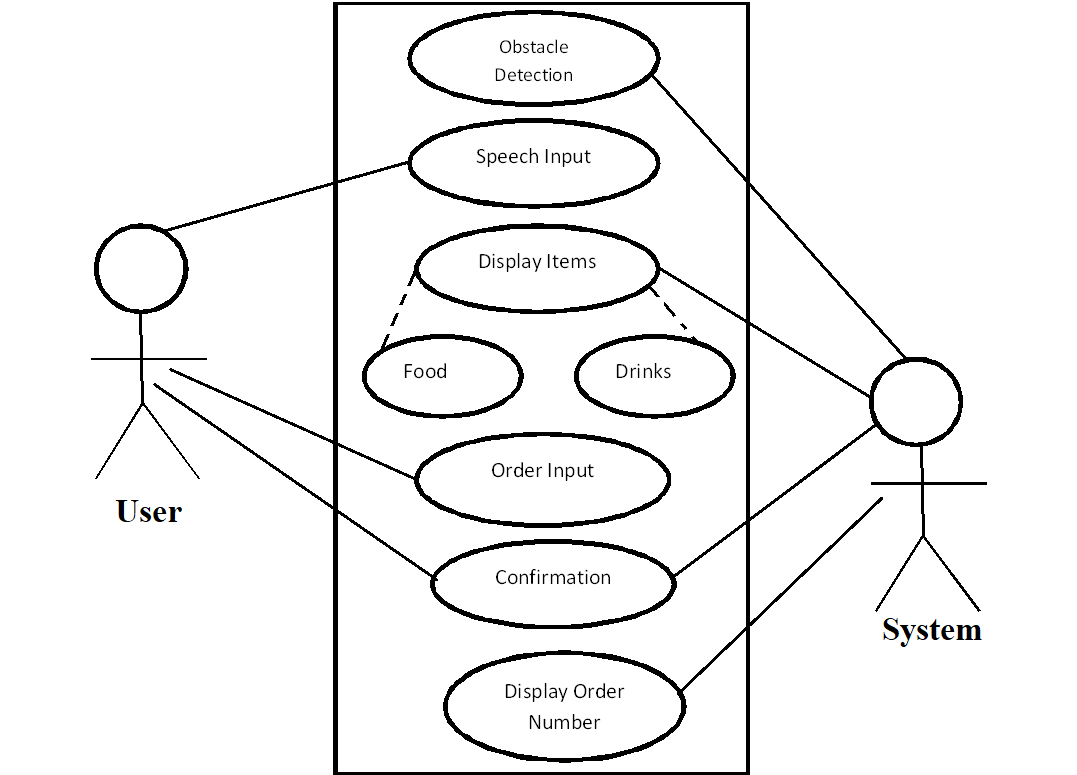 Obstacle
Detection
Speech Input
Display Items
Food
Drinks
Order Input
User
Confirmation
System
Display Order
Number